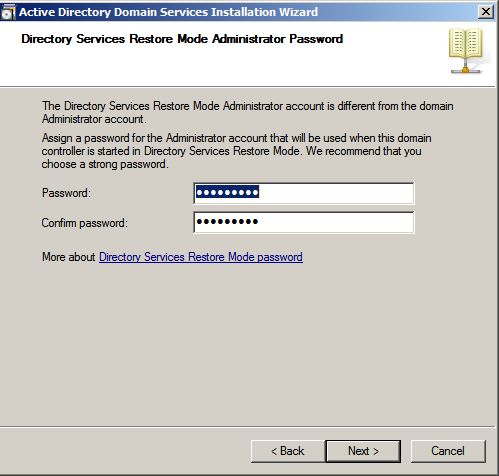 Active Directory Domain Services Installation Wizard
Directory Services Restore Mode Administrator Password
The Directory Services Restore Mode Administrator account is different from the domain
Administrator account.
Assign a password for the Administrator account that will be used when this domain
controller is started in Directory Services Restore Mode. We recommend that you
choose a strong password.
Password: ●●●●●●●●●
Confirm password: ●●●●●●●●●
More about Directory Services Restore Mode password
< Back Next > Cancel